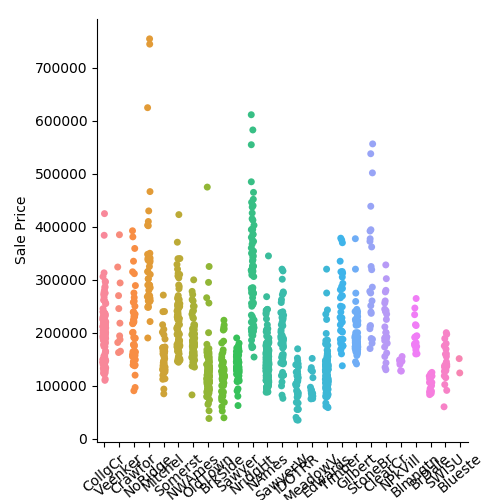 700000
600000
500000
400000
300000
200000
100000
0
Sale Price
CollgCr
Veenker
Crawfor
NoRidge
Mitchel
Somerst
NWAmes
OldTown
BrkSide
Sawyer
NridgHt
NAmes
SawyerW
IDOTRR
MeadowV
Edwards
Timber
Gilbert
StoneBr
ClearCr
NPkVill
Blmngtn
BrDale
SWISU
Blueste